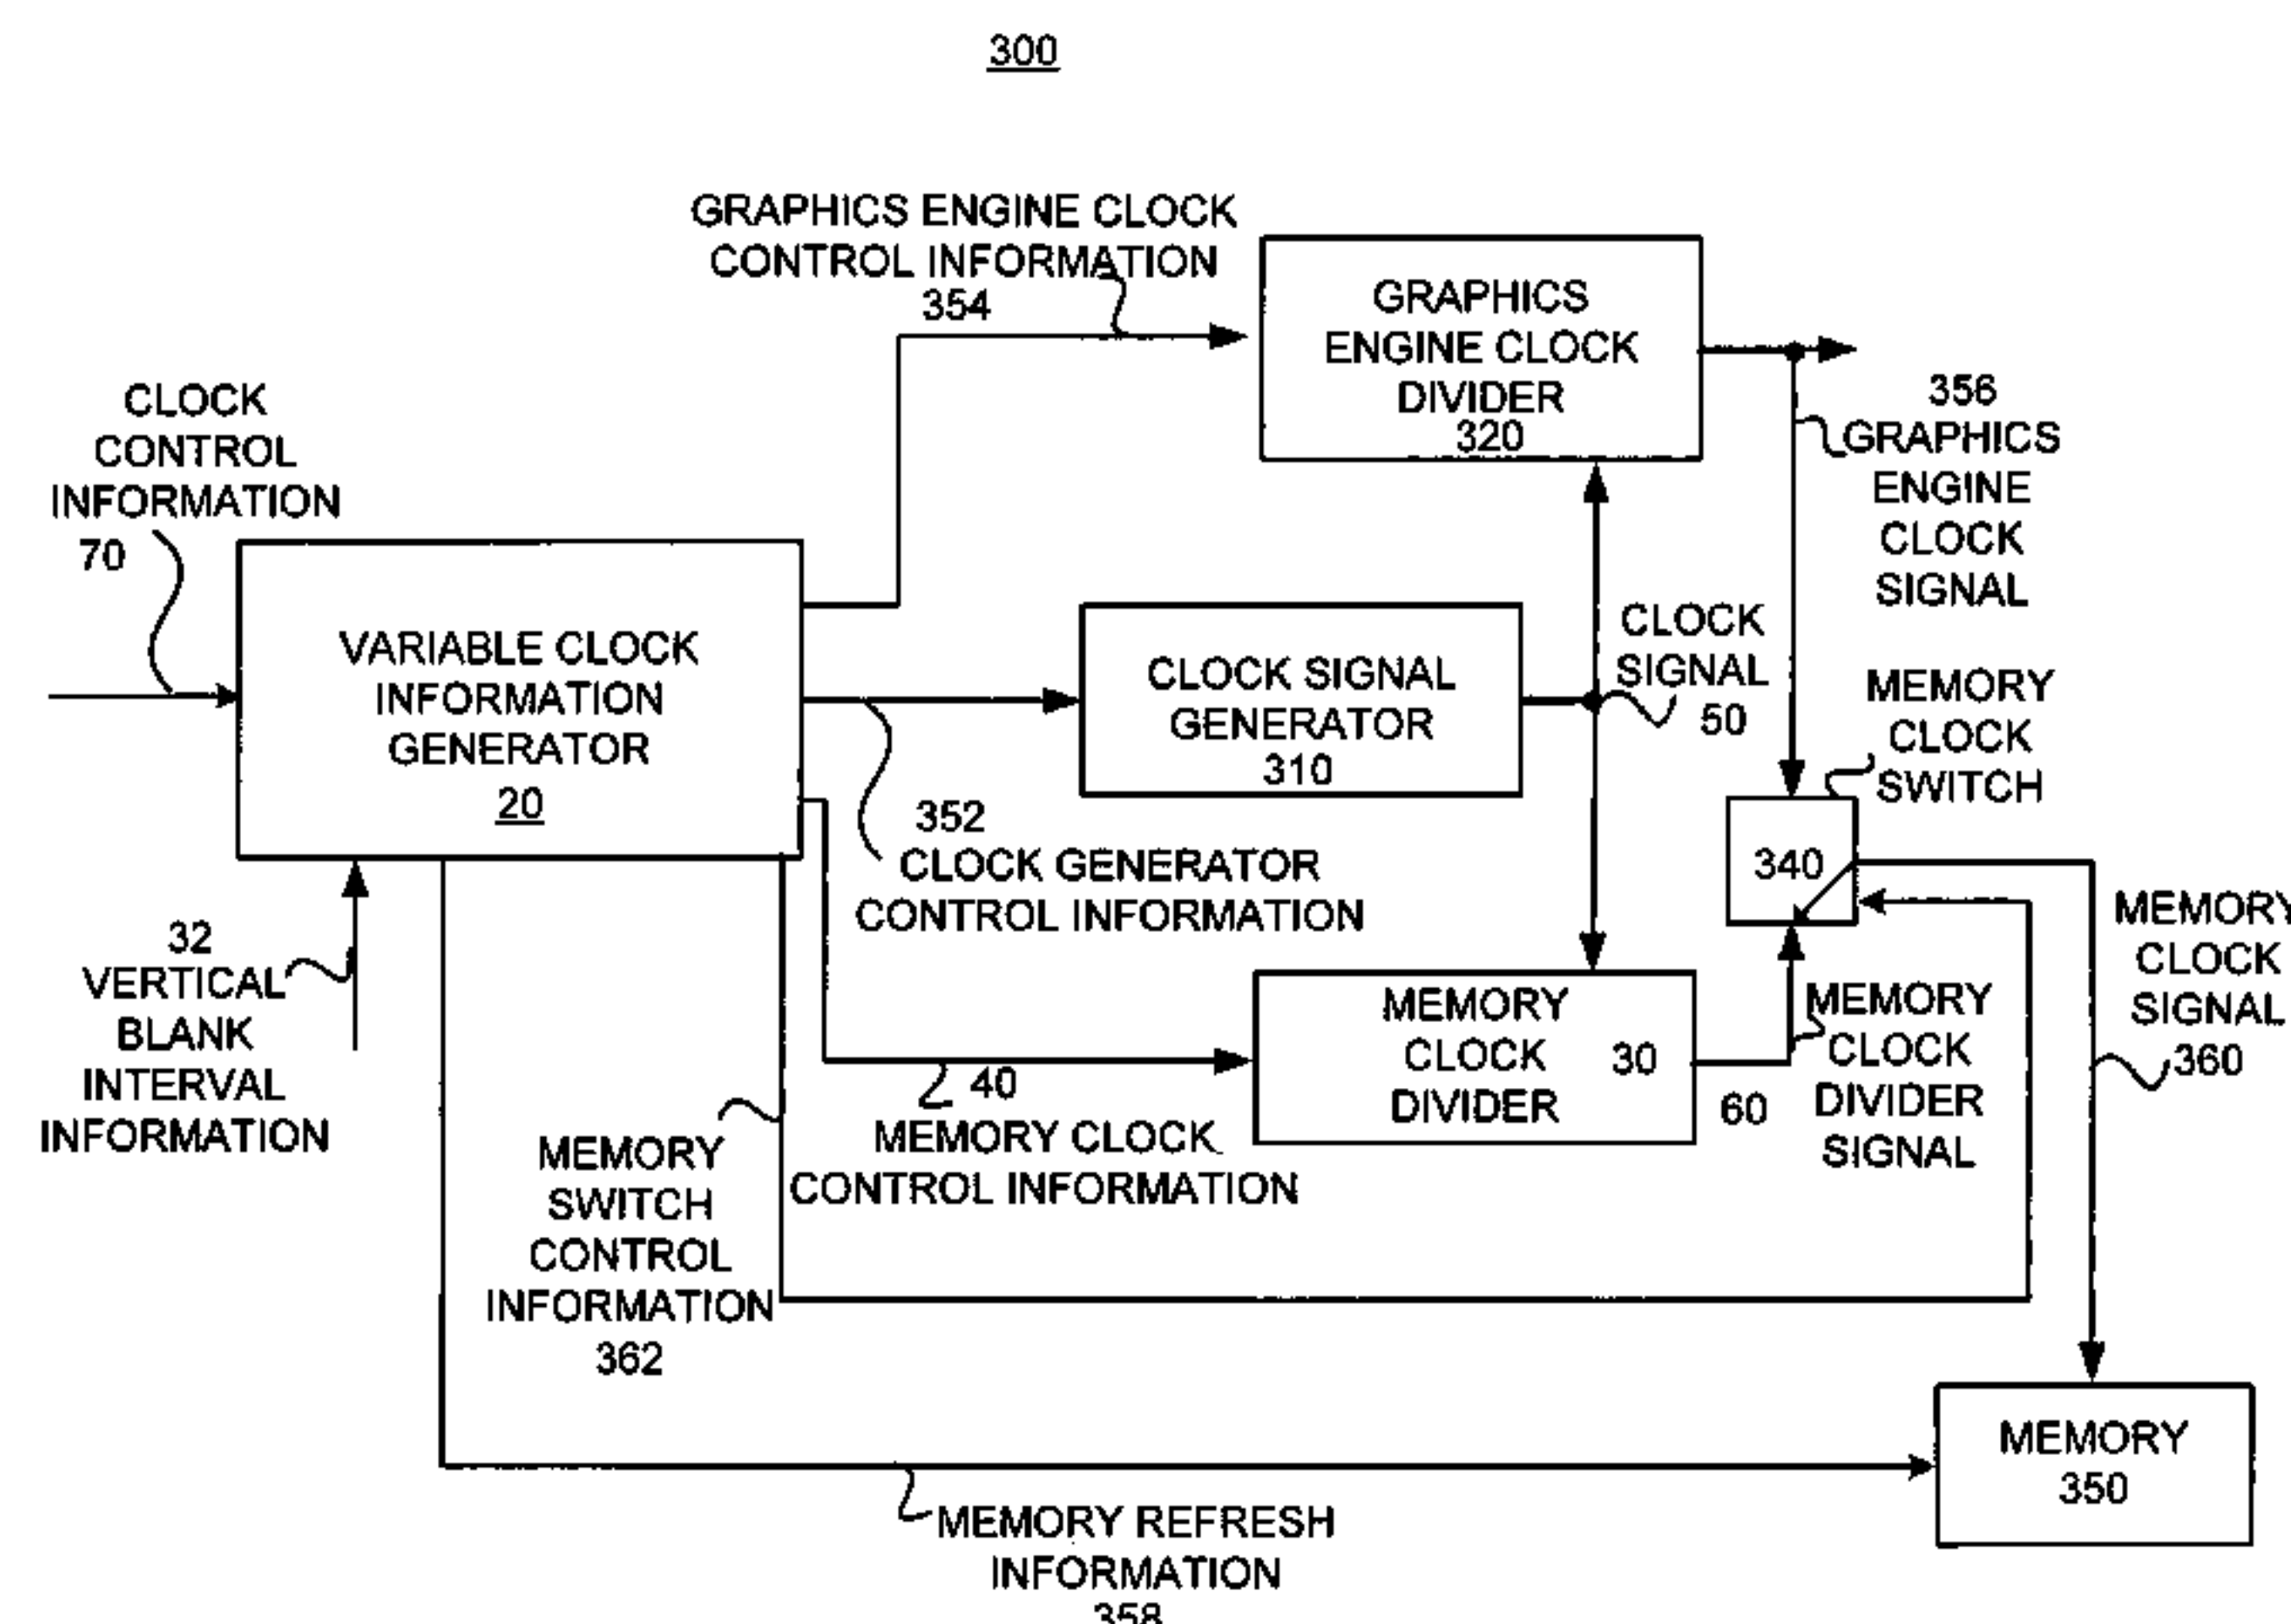 300
GRAPHICS ENGINE CLOCK
CONTROL INFORMATION
354
GRAPHICS
ENGINE CLOCK
DIVIDER
320
CLOCK
CONTROL
INFORMATION
70
356
GRAPHICS
ENGINE
CLOCK
SIGNAL
VARIABLE CLOCK
INFORMATION
GENERATOR
20
CLOCK SIGNAL
GENERATOR
310
CLOCK
SIGNAL
50
MEMORY
CLOCK
SWITCH
340
352
CLOCK GENERATOR
CONTROL INFORMATION
32
VERTICAL
BLANK
INTERVAL
INFORMATION
MEMORY
CLOCK
DIVIDER
30
40
MEMORY CLOCK
CONTROL INFORMATION
60
MEMORY
CLOCK
DIVIDER
SIGNAL
MEMORY
CLOCK
SIGNAL
360
MEMORY
SWITCH
CONTROL
INFORMATION
362
MEMORY
350
MEMORY REFRESH
INFORMATION
358